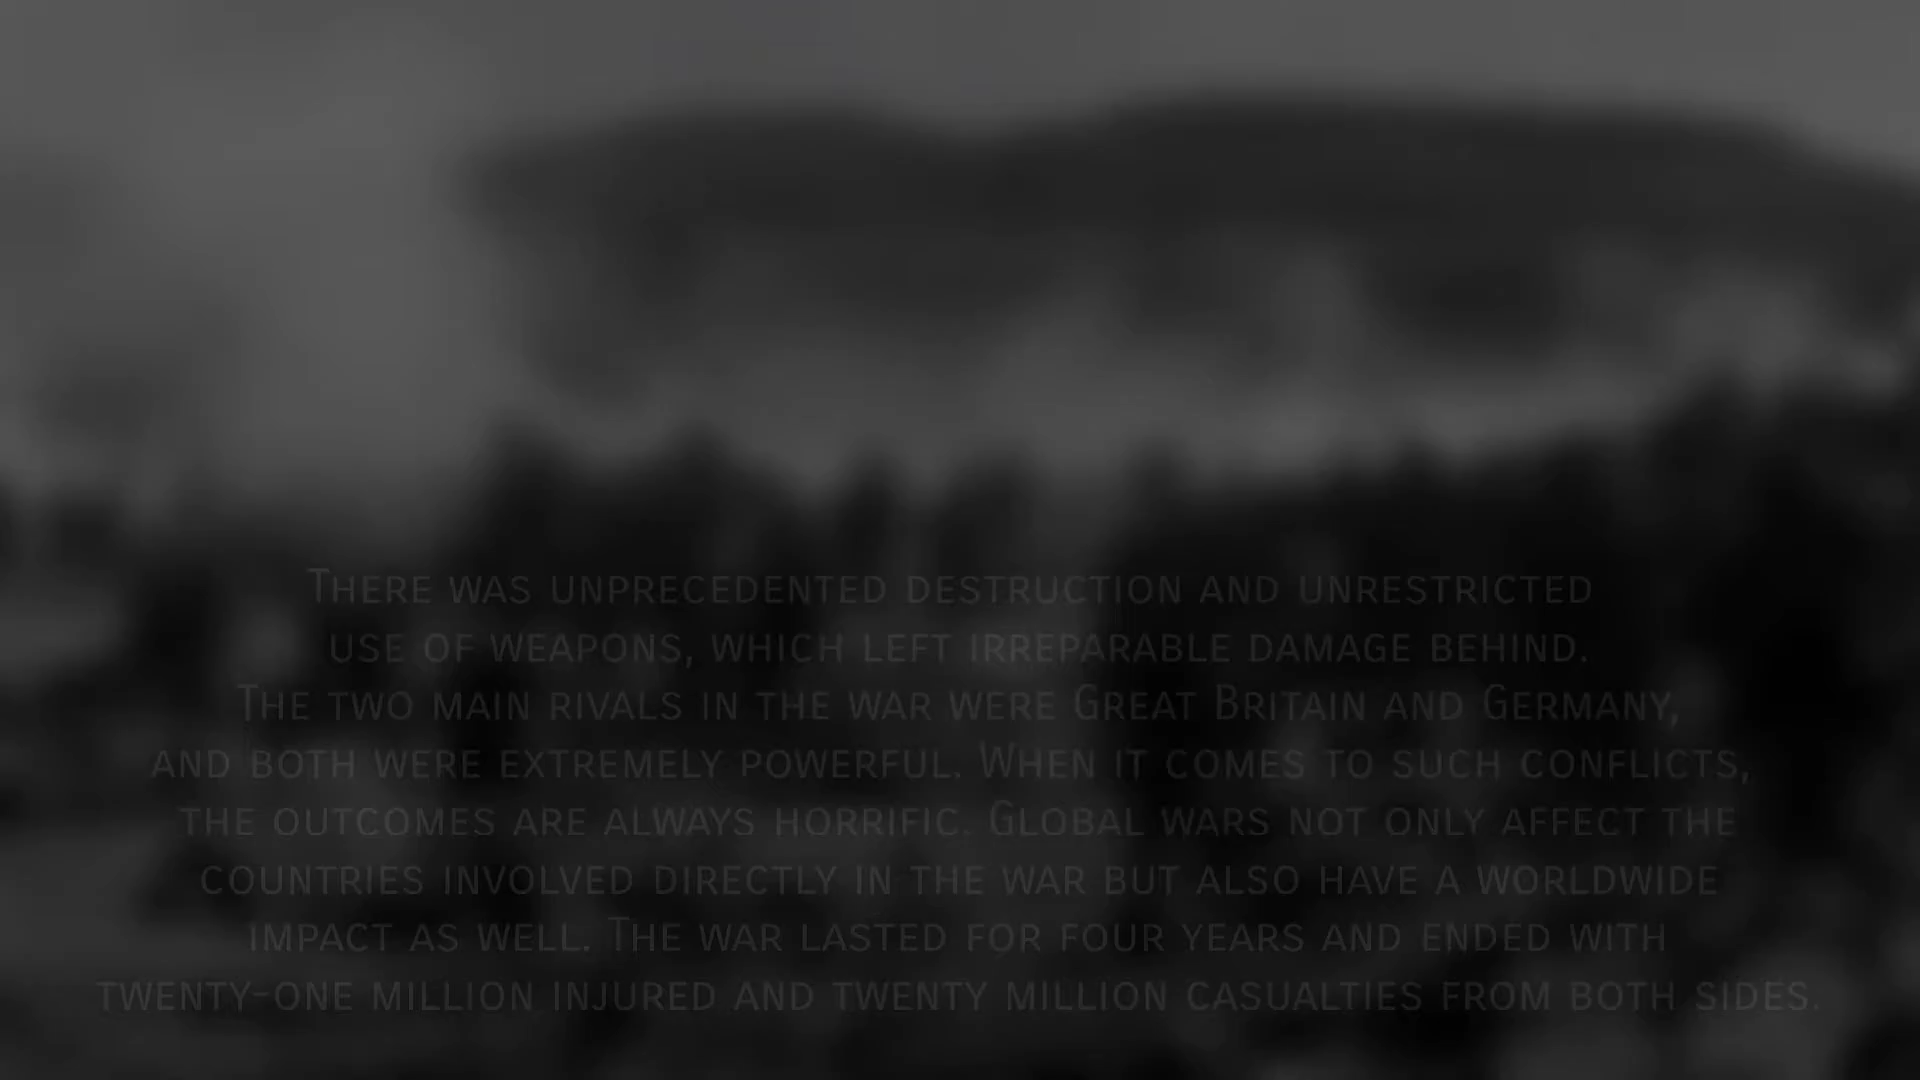 There was unprecedented destruction and unrestricted
use of weapons, which left irreparable damage behind.
The two main rivals in the war were Great Britain and Germany,
and both were extremely powerful. When it comes to such conflicts,
the outcomes are always horrific. Global wars not only affect the
countries involved directly in the war but also have a worldwide
impact as well. The war lasted for four years and ended with
twenty-one million injured and twenty million casualties from both sides.